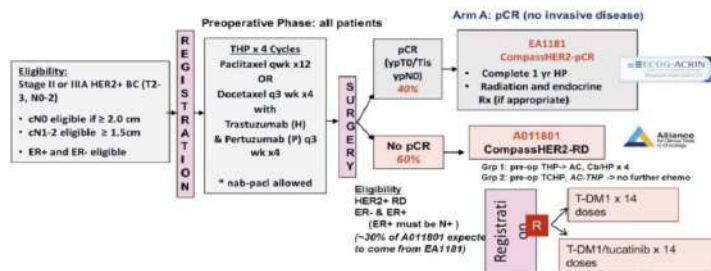 Preoperative Phase: all patients
Arm A: pCR (no invasive disease)
Eligibility:
Stage II or IIIA HER2+ BC (T2-
3, N0-2)
• cN0 eligible if ≥ 2.0 cm
• cN1-2 eligible ≥ 1.5cm
• ER+ and ER- eligible
REGISTRATION
THP x 4 Cycles
Paclitaxel qwk x12
OR
Docetaxel q3 wk x4
with
Trastuzumab (H)
& Pertuzumab (P) q3
wk x4
* nab-pacl allowed
SURGERY
pCR
(ypT0/Tis
ypN0)
40%
No pCR
60%
EA1181
CompassHER2-pCR
• Complete 1 yr HP
• Radiation and endocrine
Rx (if appropriate)
ECOG-ACRIN
A011801
CompassHER2-RD
Alliance
Grp 1: pre-op THP-> AC, Cb/HP x 4
Grp 2: pre-op TCHP, AC-THP -> no further chemo
Eligibility
HER2+ RD
ER- & ER+
(ER+ must be N+)
(~30% of A011801 expecte
to come from EA1181)
Registrati
on
R
T-DM1 x 14
doses
T-DM1/tucatinib x 14
doses